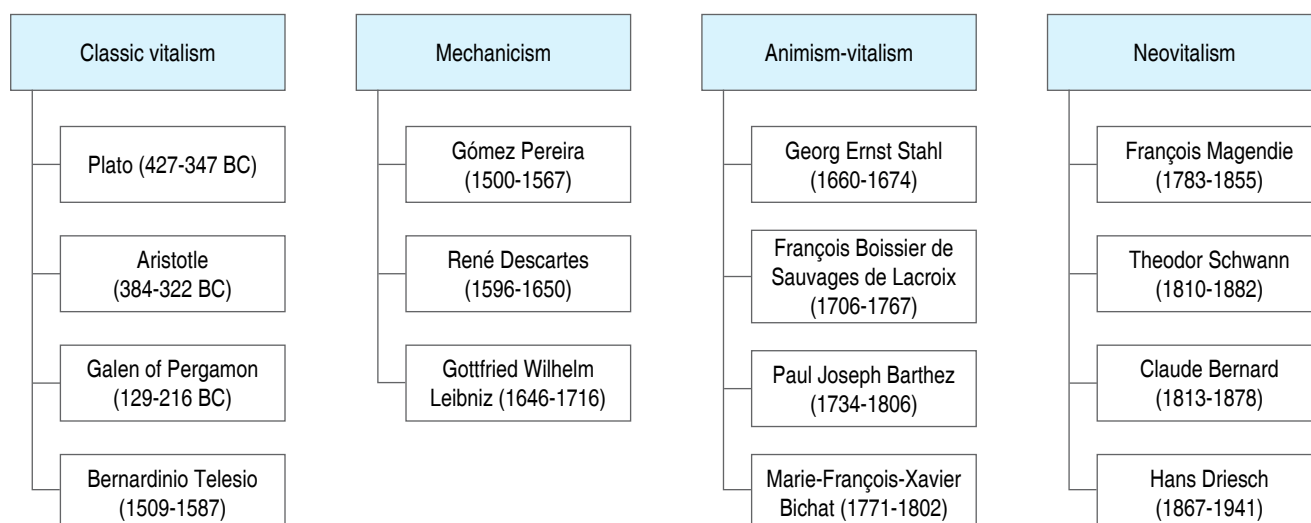 Classic vitalism
Plato (427-347 BC)
Aristotle
(384-322 BC)
Galen of Pergamon
(129-216 BC)
Bernardinio Telesio
(1509-1587)
Mechanicism
Gómez Pereira
(1500-1567)
René Descartes
(1596-1650)
Gottfried Wilhelm
Leibniz (1646-1716)
Animism-vitalism
Georg Ernst Stahl
(1660-1674)
François Boissier de
Sauvages de Lacroix
(1706-1767)
Paul Joseph Barthez
(1734-1806)
Marie-François-Xavier
Bichat (1771-1802)
Neovitalism
François Magendie
(1783-1855)
Theodor Schwann
(1810-1882)
Claude Bernard
(1813-1878)
Hans Driesch
(1867-1941)